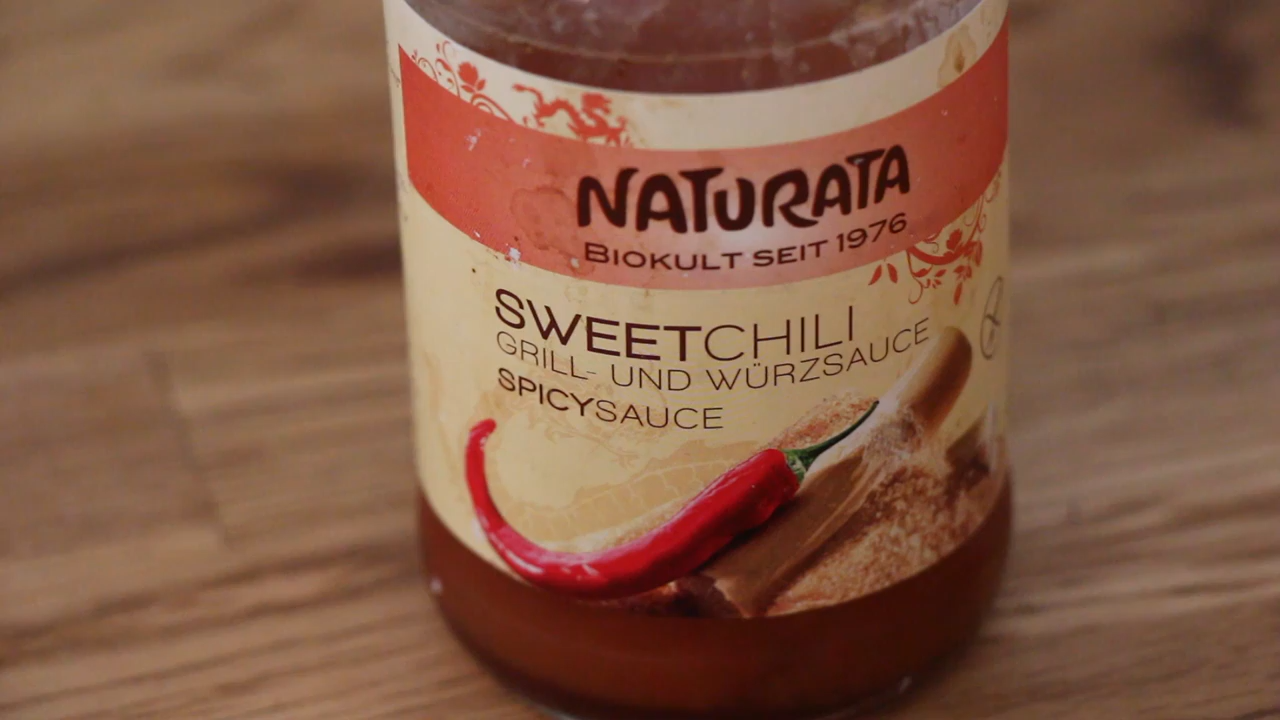 NATURATA
BIOKULT SEIT 1976
SWEETCHILI
GRILL- UND WÜRZSAUCE
SPICYSAUCE